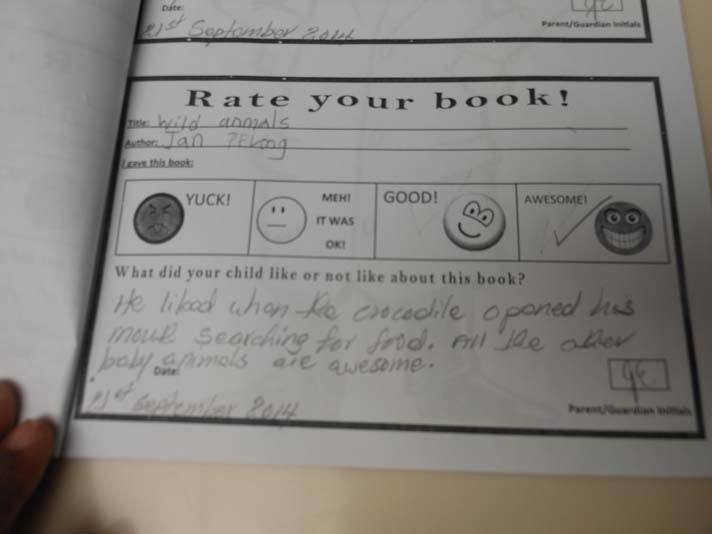 Date:
21st September 2014
Parent/Guardian Initials
Rate your book!
Title: Wild anmals
Author: Jan
I gave this book:
YUCK!
MEH!
IT WAS
OK!
GOOD!
AWESOME!
What did your child like or not like about this book?
He liked when the crocodile opened his
mouth searching for food. All the other
baby animals are awesome.
Date:
21st September 2014
Parent/Guardian Initials